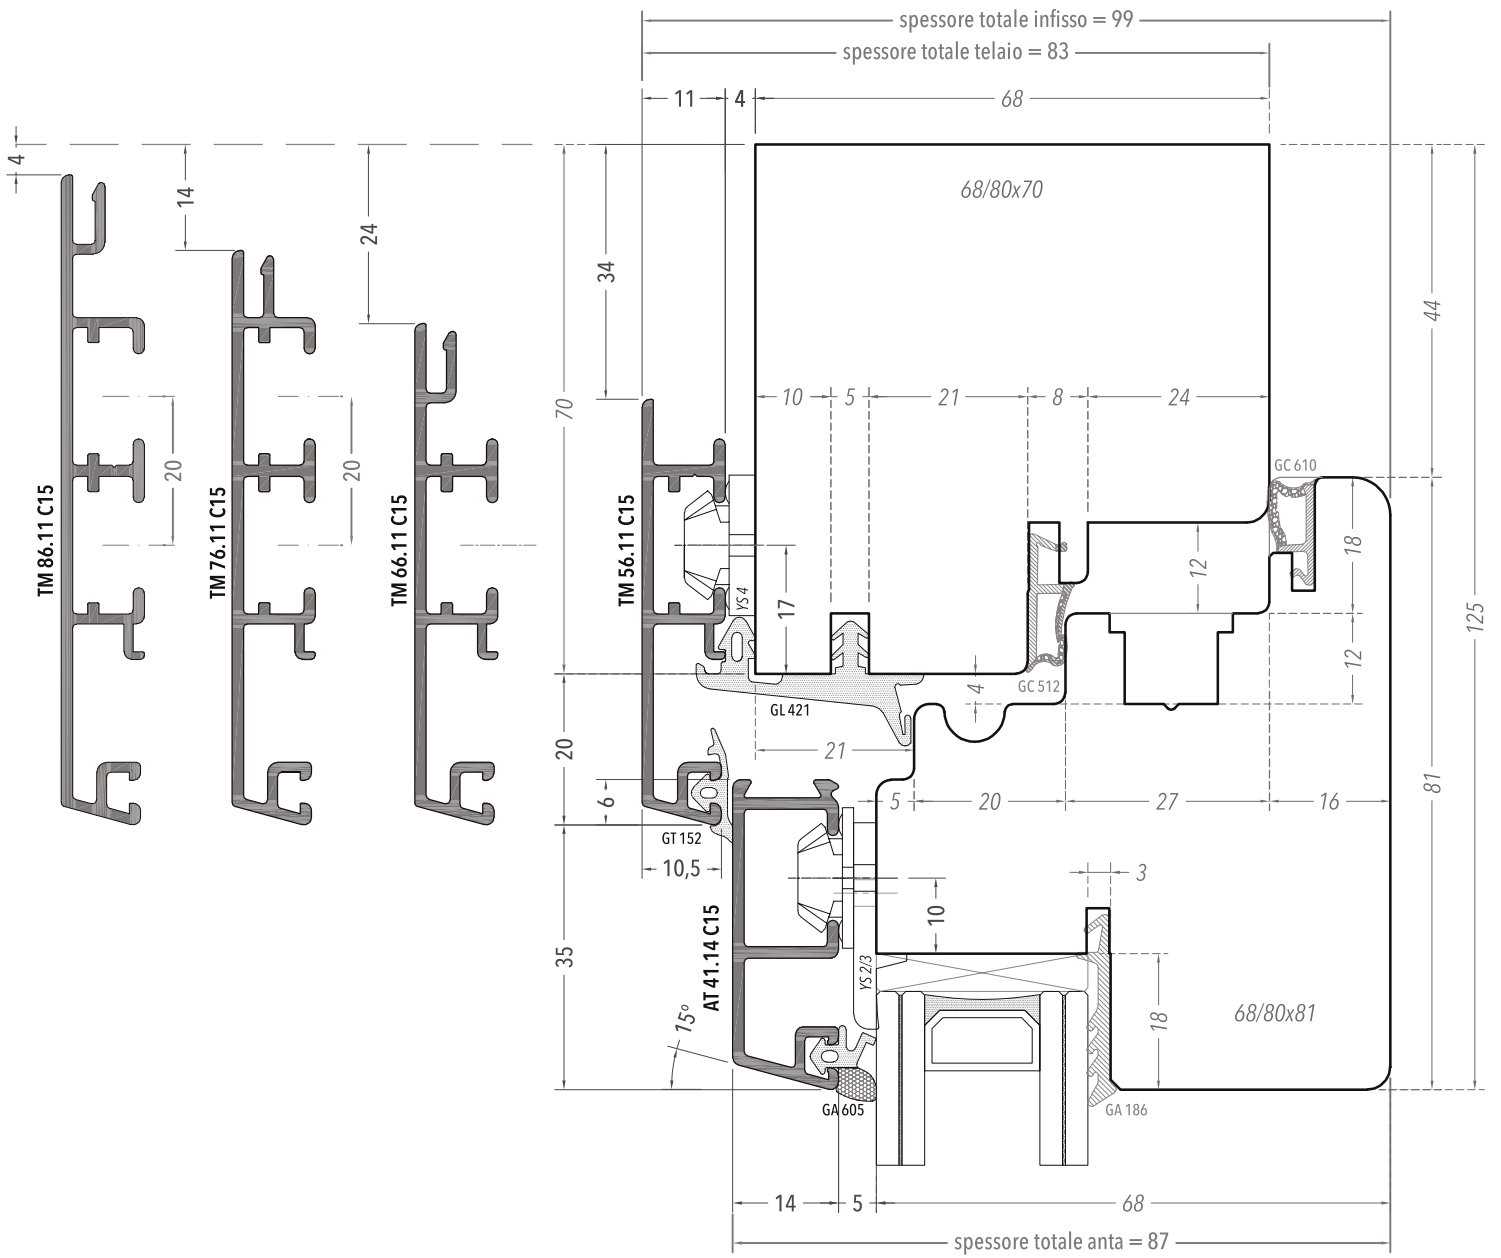 spessore totale infisso = 99
spessore totale telaio = 83
11
4
68
4
14
24
34
70
68/80x70
44
125
10
5
21
8
24
20
20
TM 86.11 C15
TM 76.11 C15
TM 66.11 C15
TM 56.11 C15
GC 610
YS 4
17
12
18
12
GC 512
4
GL 421
21
20
6
GT 152
10,5
5
20
27
16
81
3
10
AT 41.14 C15
35
15º
YS 2/3
18
68/80x81
GA 605
GA 186
14
5
68
spessore totale anta = 87